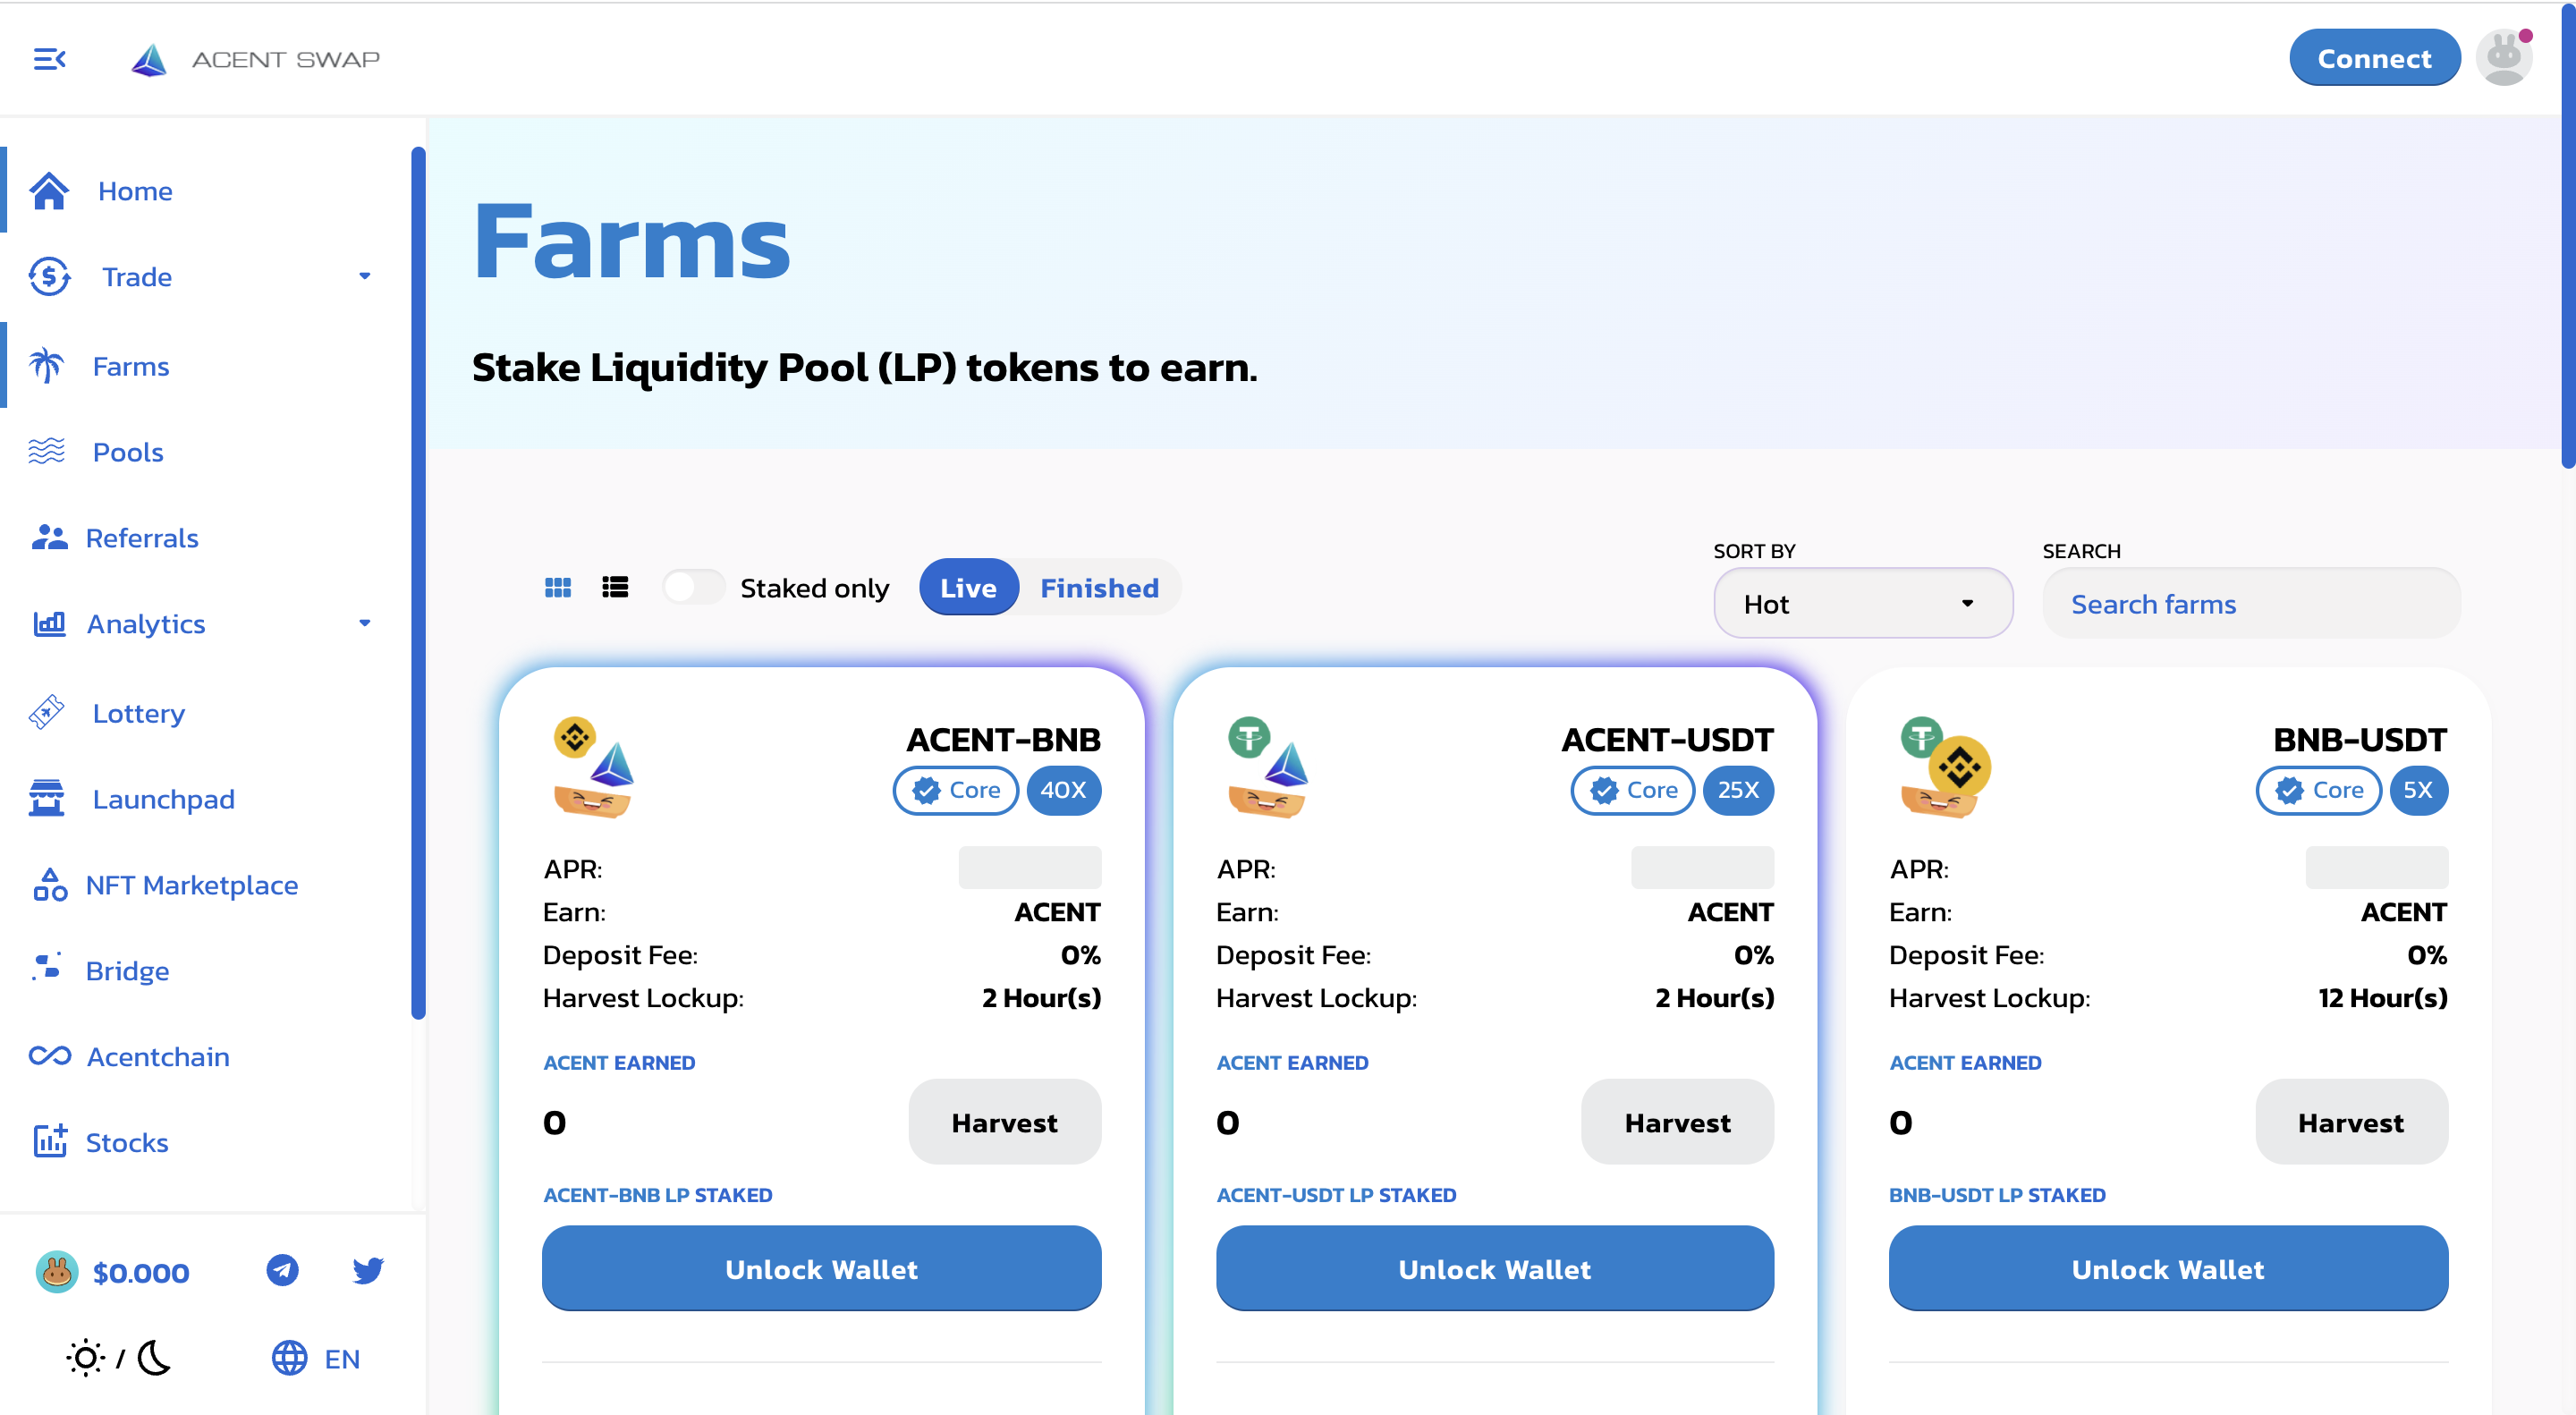 ACENT SWAP
Connect
Home
Trade
Farms
Pools
Referrals
Analytics
Lottery
Launchpad
NFT Marketplace
Bridge
Acentchain
Stocks
$0.000
/
EN
Farms
Stake Liquidity Pool (LP) tokens to earn.
Staked only
Live
Finished
SORT BY
Hot
SEARCH
Search farms
ACENT-BNB
Core
40X
APR:
Earn: ACENT
Deposit Fee: 0%
Harvest Lockup: 2 Hour(s)
ACENT EARNED
0
Harvest
ACENT-BNB LP STAKED
Unlock Wallet
ACENT-USDT
Core
25X
APR:
Earn: ACENT
Deposit Fee: 0%
Harvest Lockup: 2 Hour(s)
ACENT EARNED
0
Harvest
ACENT-USDT LP STAKED
Unlock Wallet
BNB-USDT
Core
5X
APR:
Earn: ACENT
Deposit Fee: 0%
Harvest Lockup: 12 Hour(s)
ACENT EARNED
0
Harvest
BNB-USDT LP STAKED
Unlock Wallet